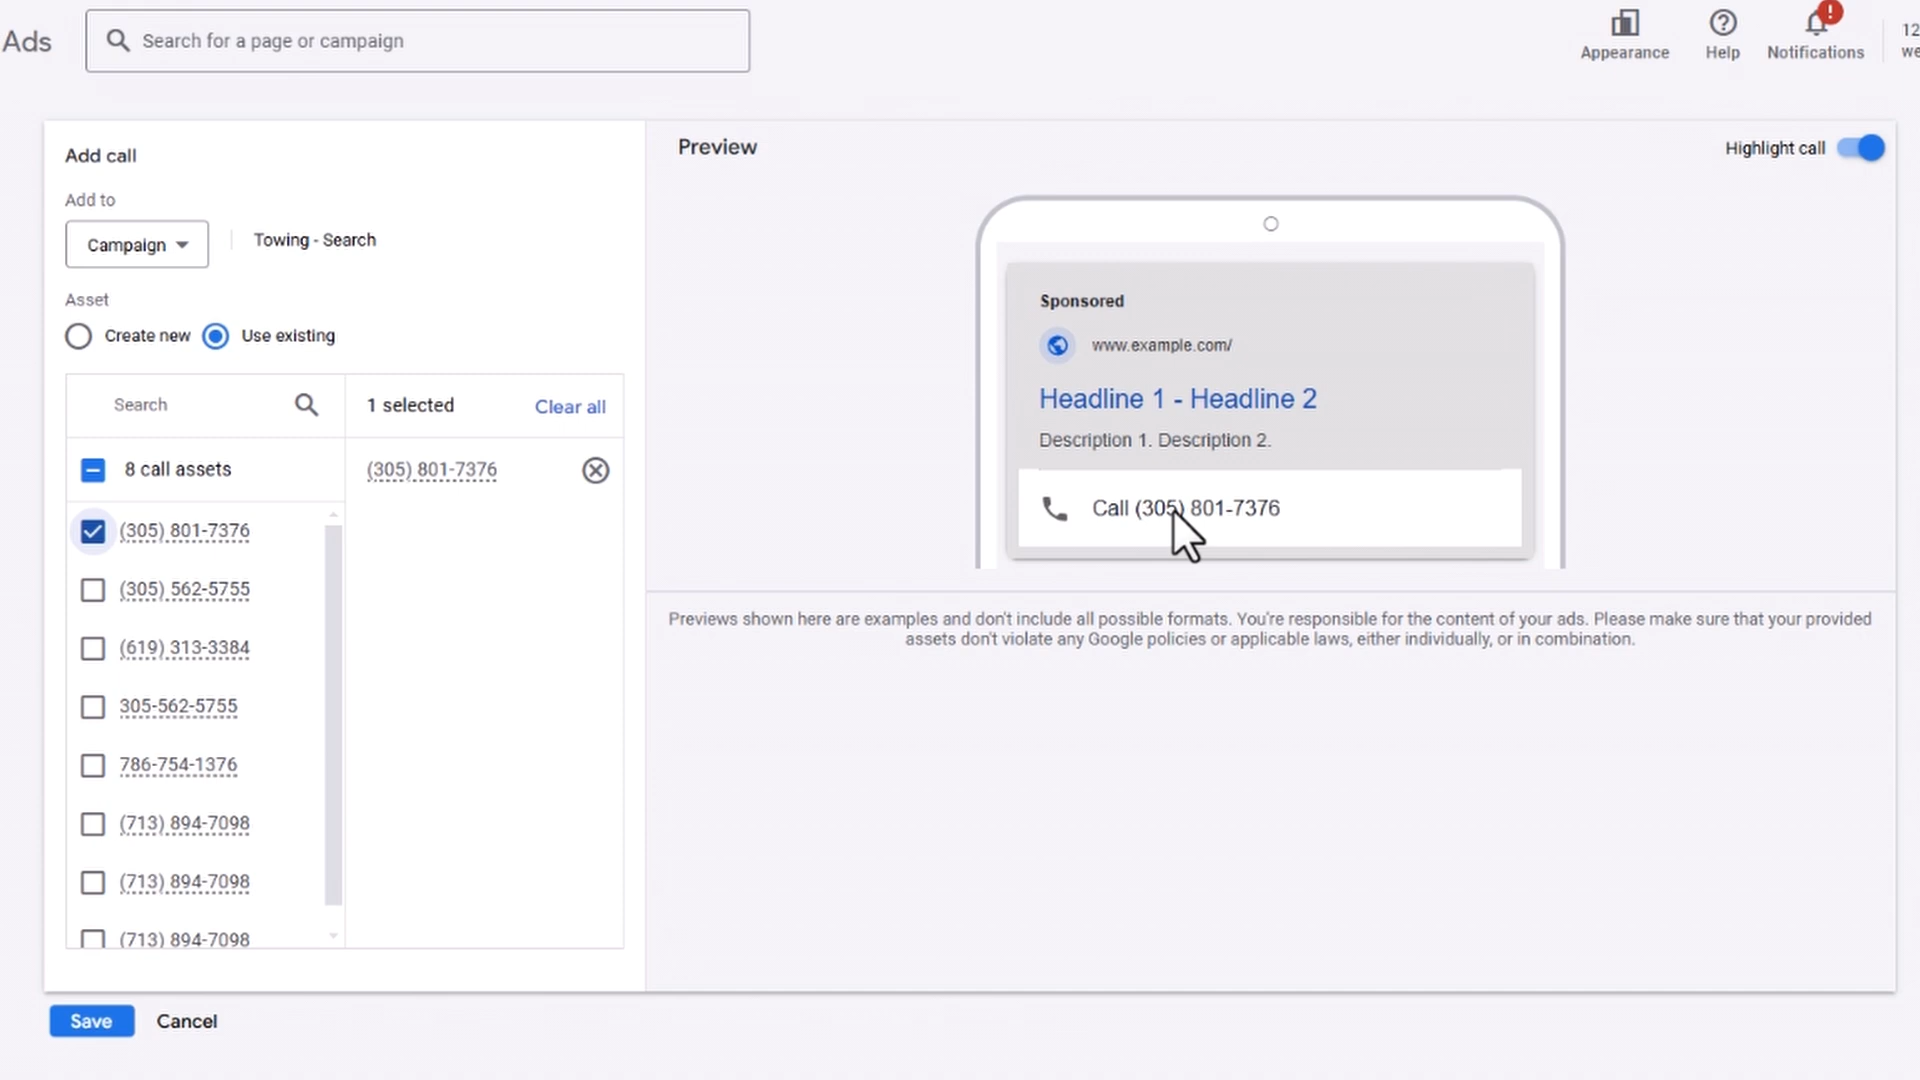 Ads
Search for a page or campaign
Appearance
Help
Notifications
!
12
we
Add call
Add to
Campaign
Towing - Search
Asset
Create new
Use existing
Search
1 selected
Clear all
8 call assets
(305) 801-7376
(305) 801-7376
(305) 562-5755
(619) 313-3384
305-562-5755
786-754-1376
(713) 894-7098
(713) 894-7098
(713) 894-7098
Save
Cancel
Preview
Highlight call
Sponsored
www.example.com/
Headline 1 - Headline 2
Description 1. Description 2.
Call (305) 801-7376
Previews shown here are examples and don't include all possible formats. You're responsible for the content of your ads. Please make sure that your provided
assets don't violate any Google policies or applicable laws, either individually, or in combination.